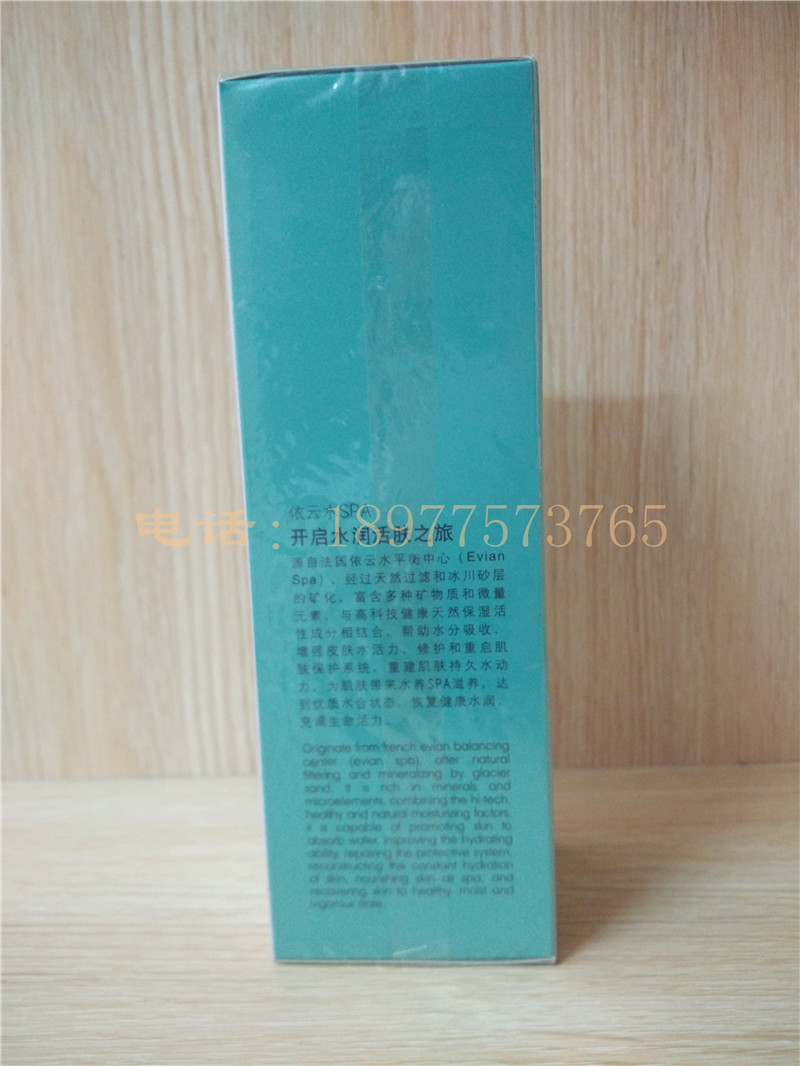 依云水SPA
电话：18977573765
开启水润活肤之旅
源自法国依云水平衡中心（Evian
Spa），经过天然过滤和冰川砂层
的矿化，富含多种矿物质和微量
元素，与高科技健康天然保湿活
性成分相结合，帮助水分吸收，
增强皮肤水活力，修护和重启肌
肤保护系统，重建肌肤持久水动
力，为肌肤带来水养SPA滋养，达
到优质水合状态，恢复健康水润，
充满生命活力。
Originate from french evian balancing
center (evian spa), after natural
filtering and mineralizing by glacier
sand, it is rich in minerals and
microelements, combining the hi-tech,
healthy and natural moisturizing factors,
it is capable of promoting skin to
absorb water, improving the hydrating
ability, repairing the protective system,
reconstructing the constant hydration
of skin, nourishing skin as spa, and
recovering skin to healthy, moist and
vigorous state.